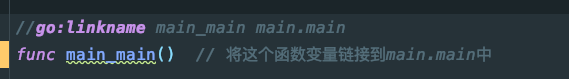 //go:linkname main_main main.main
func main_main()  // 将这个函数变量链接到main.main中